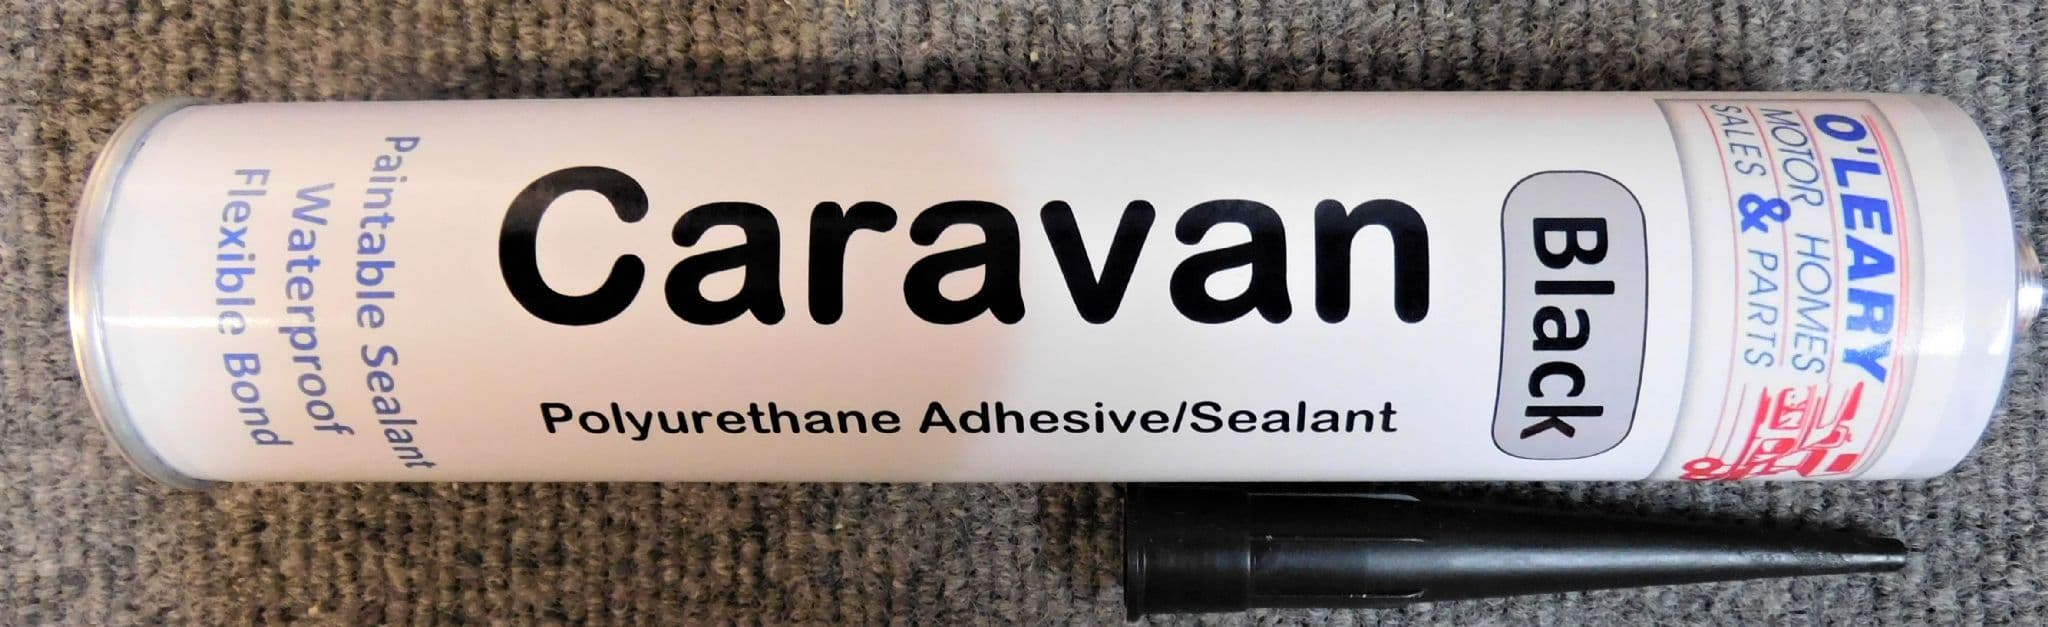 Paintable Sealant
Waterproof
Flexible Bond
Caravan
Polyurethane Adhesive/Sealant
Black
O'LEARY
MOTOR HOMES
SALES & PARTS